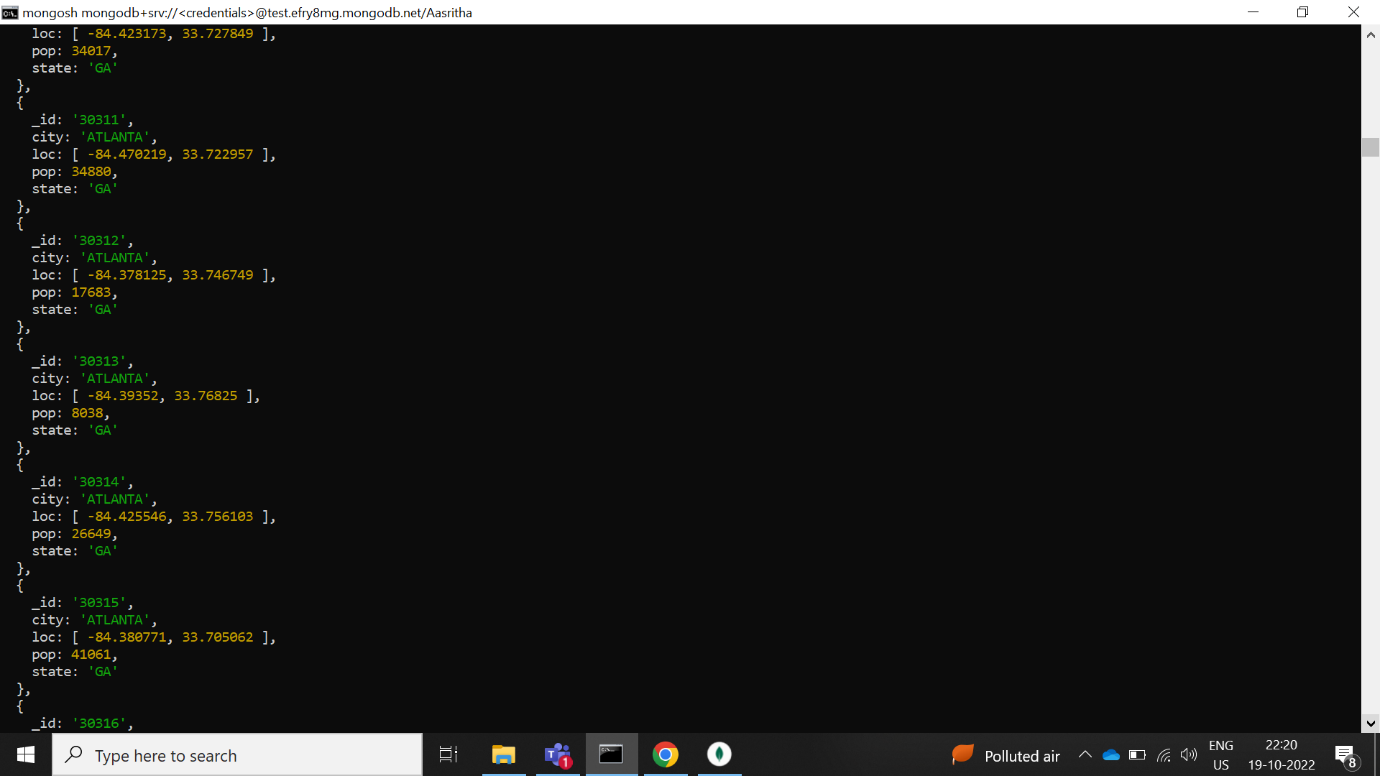 mongosh mongodb+srv://<credentials>@test.efry8mg.mongodb.net/Aasritha
loc: [ -84.423173, 33.727849 ],
pop: 34017,
state: 'GA'
},
{
_id: '30311',
city: 'ATLANTA',
loc: [ -84.470219, 33.722957 ],
pop: 34880,
state: 'GA'
},
{
_id: '30312',
city: 'ATLANTA',
loc: [ -84.378125, 33.746749 ],
pop: 17683,
state: 'GA'
},
{
_id: '30313',
city: 'ATLANTA',
loc: [ -84.39352, 33.76825 ],
pop: 8038,
state: 'GA'
},
{
_id: '30314',
city: 'ATLANTA',
loc: [ -84.425546, 33.756103 ],
pop: 26649,
state: 'GA'
},
{
_id: '30315',
city: 'ATLANTA',
loc: [ -84.380771, 33.705062 ],
pop: 41061,
state: 'GA'
},
{
_id: '30316',
Type here to search
1
Polluted air
ENG
US
22:20
19-10-2022
8